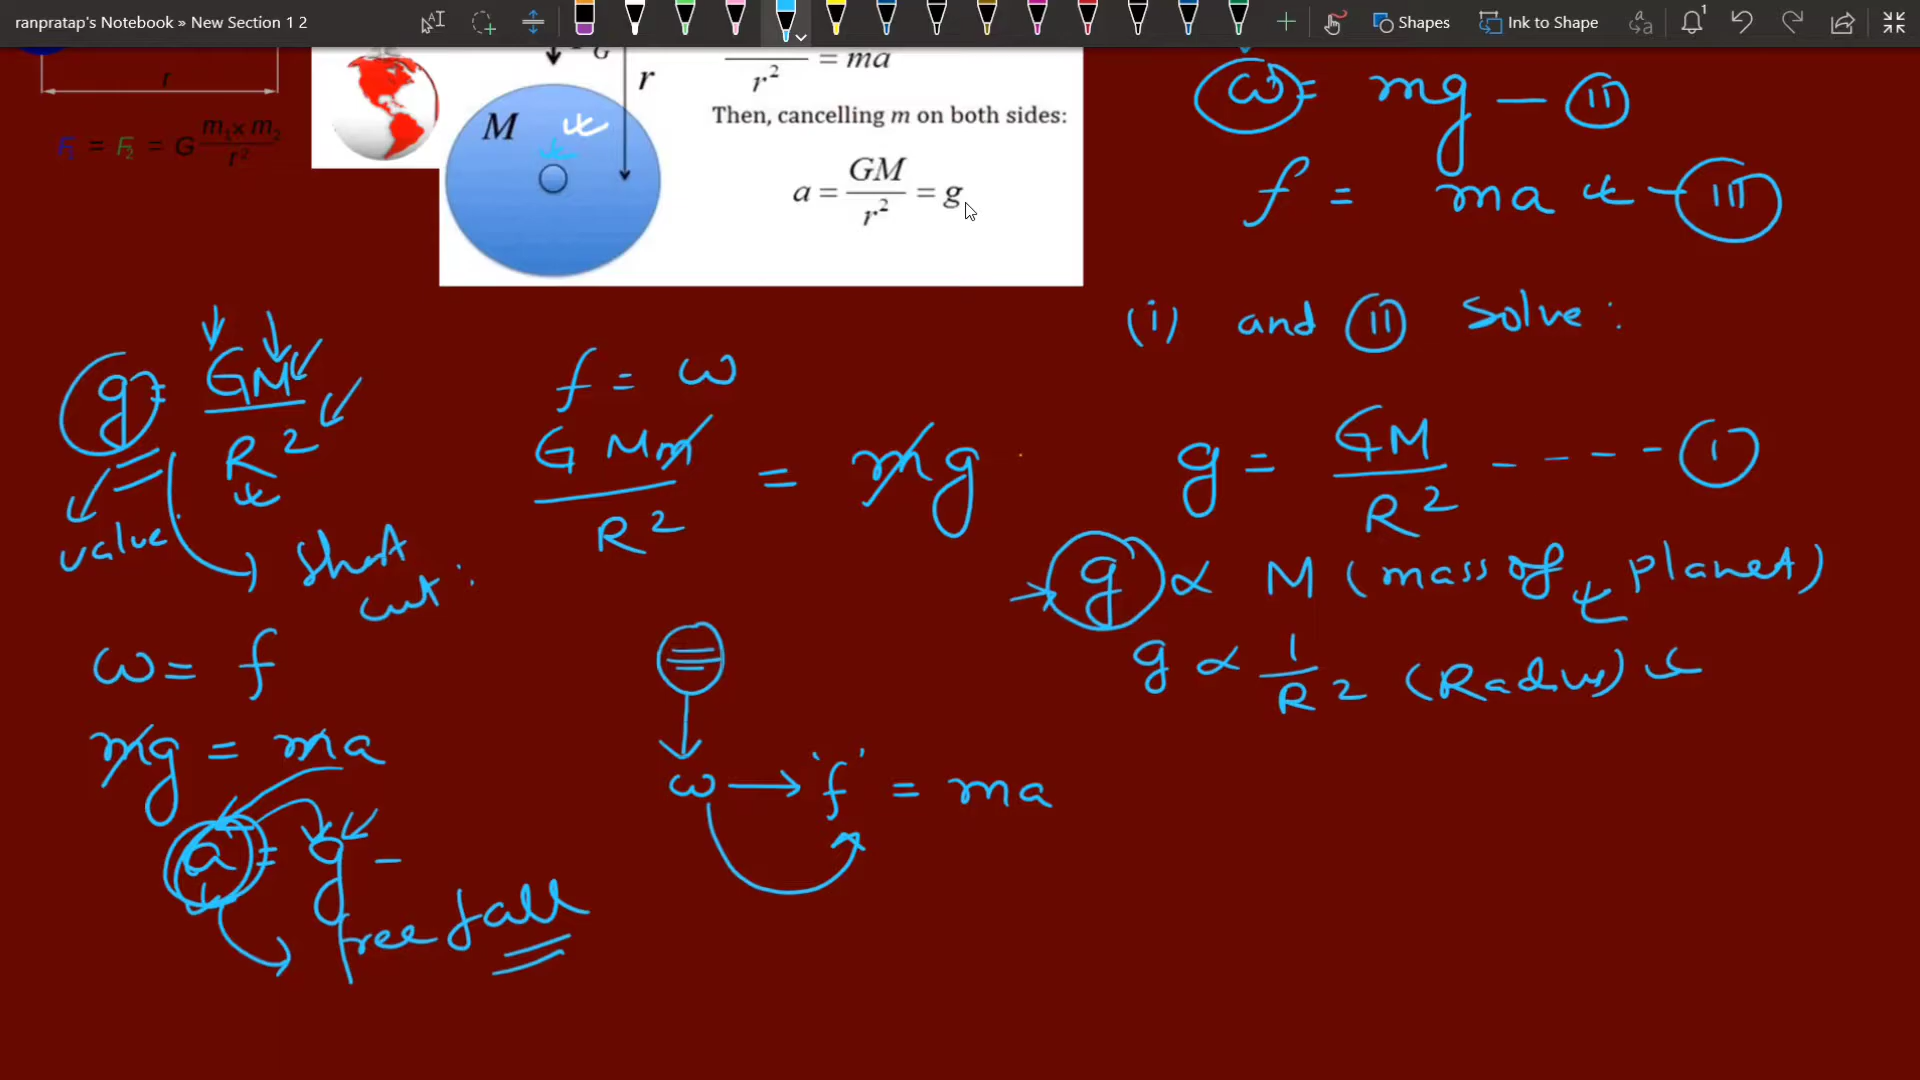 ranpratap's Notebook » New Section 1 2
Shapes
Ink to Shape
r
F₁ = F₂ = G m₁ x m₂ / r²
G
r
M
r² = ma
Then, cancelling m on both sides:
a = GM / r² = g
ω = mg — (II)
f = ma — (III)
(i) and (II) Solve :
g = GM / R²
value
Short cut :
f = ω
G M m / R² = mg
g = GM / R² - - - - (I)
g ∝ M (mass of planet)
g ∝ 1 / R² (Radius)
ω = f
mg = ma
a = g -
free fall
ω → 'f' = ma